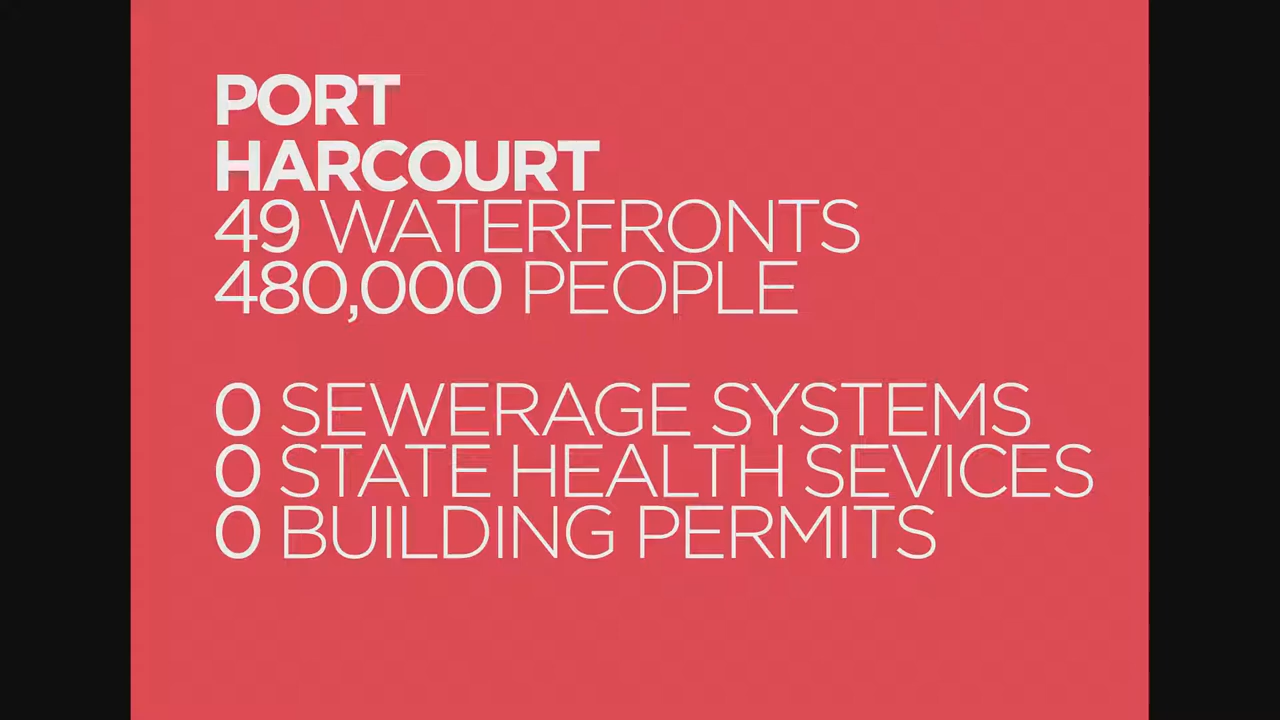 PORT
HARCOURT
49 WATERFRONTS
480,000 PEOPLE
0 SEWERAGE SYSTEMS
0 STATE HEALTH SEVICES
0 BUILDING PERMITS